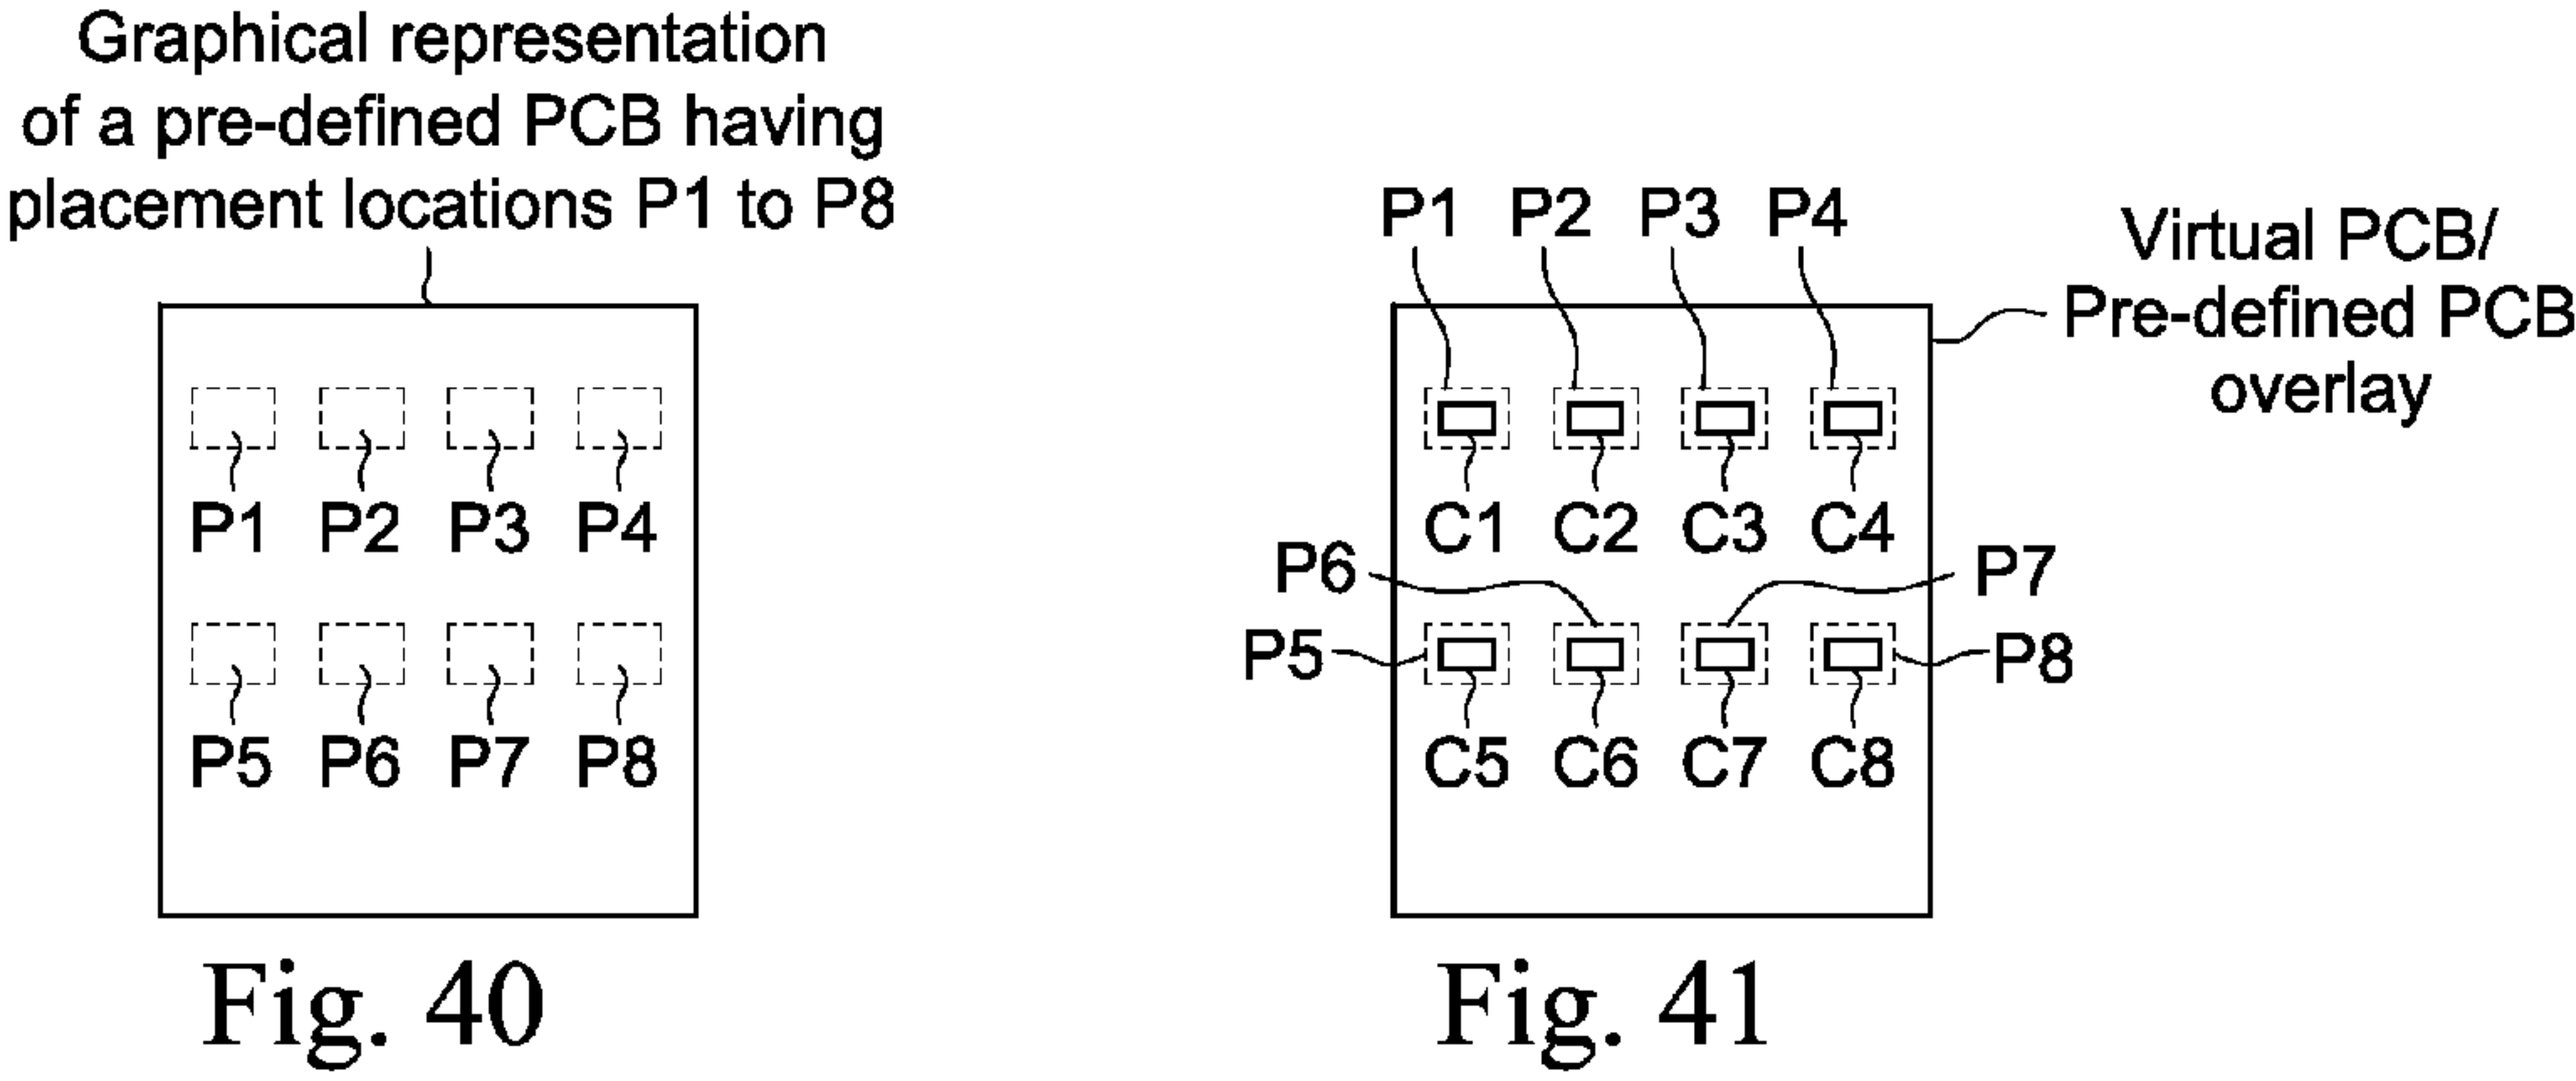 Graphical representation
of a pre-defined PCB having
placement locations P1 to P8
P1 P2 P3 P4
P5 P6 P7 P8
Fig. 40
P1 P2 P3 P4
Virtual PCB/
Pre-defined PCB
overlay
C1 C2 C3 C4
P6 P7
P5 P8
C5 C6 C7 C8
Fig. 41